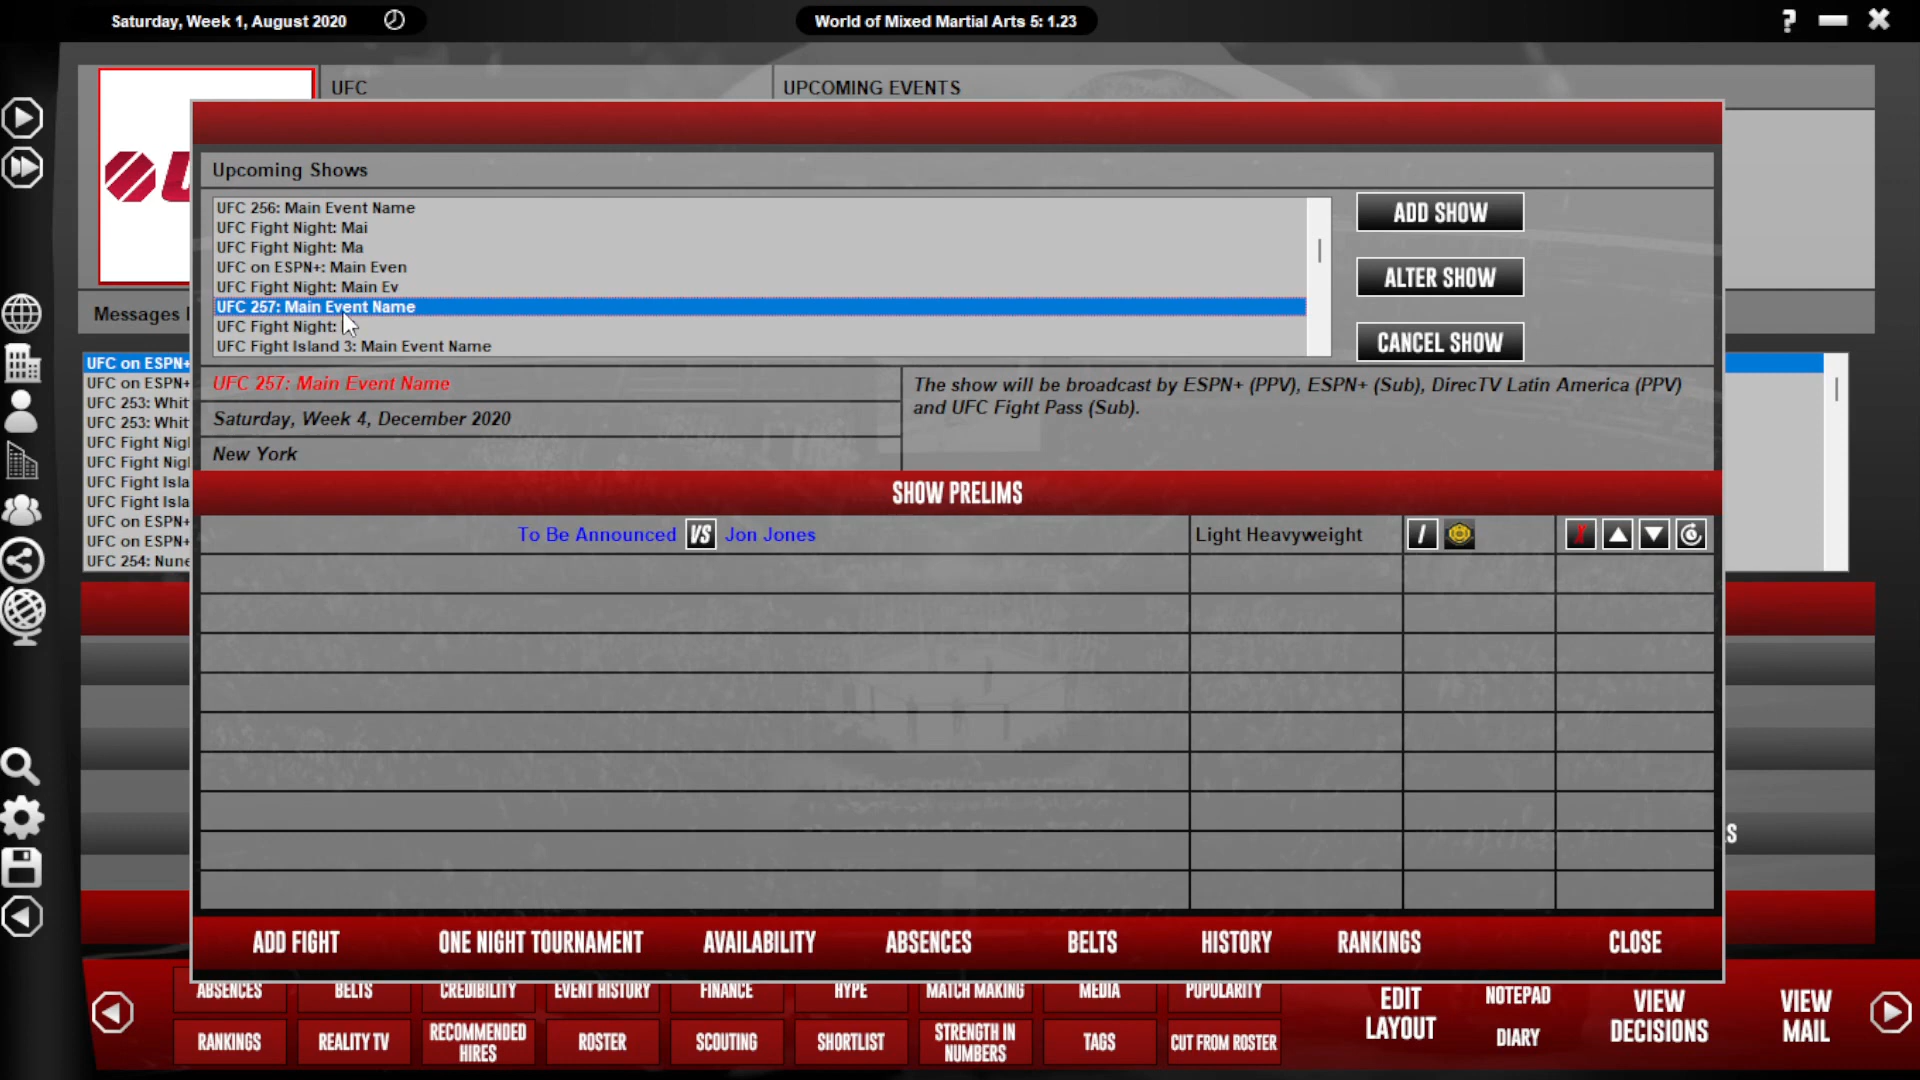 Saturday, Week 1, August 2020
World of Mixed Martial Arts 5: 1.23
UFC
UPCOMING EVENTS
Upcoming Shows
UFC 256: Main Event Name
UFC Fight Night: Mai
UFC Fight Night: Ma
UFC on ESPN+: Main Even
UFC Fight Night: Main Ev
UFC 257: Main Event Name
UFC Fight Night:
UFC Fight Island 3: Main Event Name
ADD SHOW
ALTER SHOW
CANCEL SHOW
Messages
UFC on ESPN+
UFC on ESPN+
UFC 253: Whit
UFC 253: Whit
UFC Fight Nigl
UFC Fight Nigl
UFC Fight Isla
UFC Fight Isla
UFC on ESPN+
UFC on ESPN+
UFC 254: Nune
UFC 257: Main Event Name
Saturday, Week 4, December 2020
New York
The show will be broadcast by ESPN+ (PPV), ESPN+ (Sub), DirecTV Latin America (PPV)
and UFC Fight Pass (Sub).
SHOW PRELIMS
To Be Announced VS Jon Jones Light Heavyweight / X
S
ADD FIGHT ONE NIGHT TOURNAMENT AVAILABILITY ABSENCES BELTS HISTORY RANKINGS CLOSE
ABSENCES BELTS CREDIBILITY EVENT HISTORY FINANCE HYPE MATCH MAKING MEDIA POPULARITY
RANKINGS REALITY TV RECOMMENDED HIRES ROSTER SCOUTING SHORTLIST STRENGTH IN NUMBERS TAGS CUT FROM ROSTER
EDIT LAYOUT
NOTEPAD
DIARY
VIEW DECISIONS
VIEW MAIL